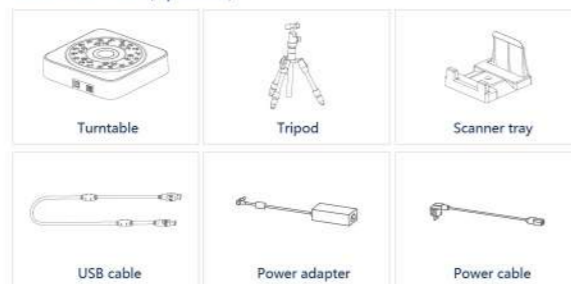 Turntable
Tripod
Scanner tray
USB cable
Power adapter
Power cable